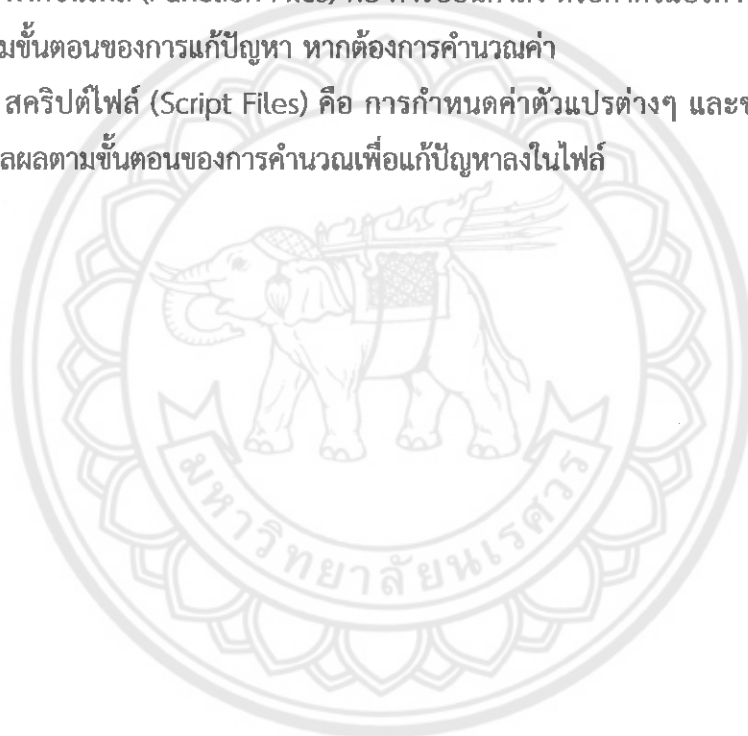 (Function Files) คือ
มขั้นตอนของการแก้ปัญหา หากต้องการคำนวณค่า
สคริปต์ไฟล์ (Script Files) คือ การกำหนดค่าตัวแปรต่างๆ และ
ลผลตามขั้นตอนของการคำนวณเพื่อแก้ปัญหาลงในไฟล์
มหาวิทยาลัยนเรศวร